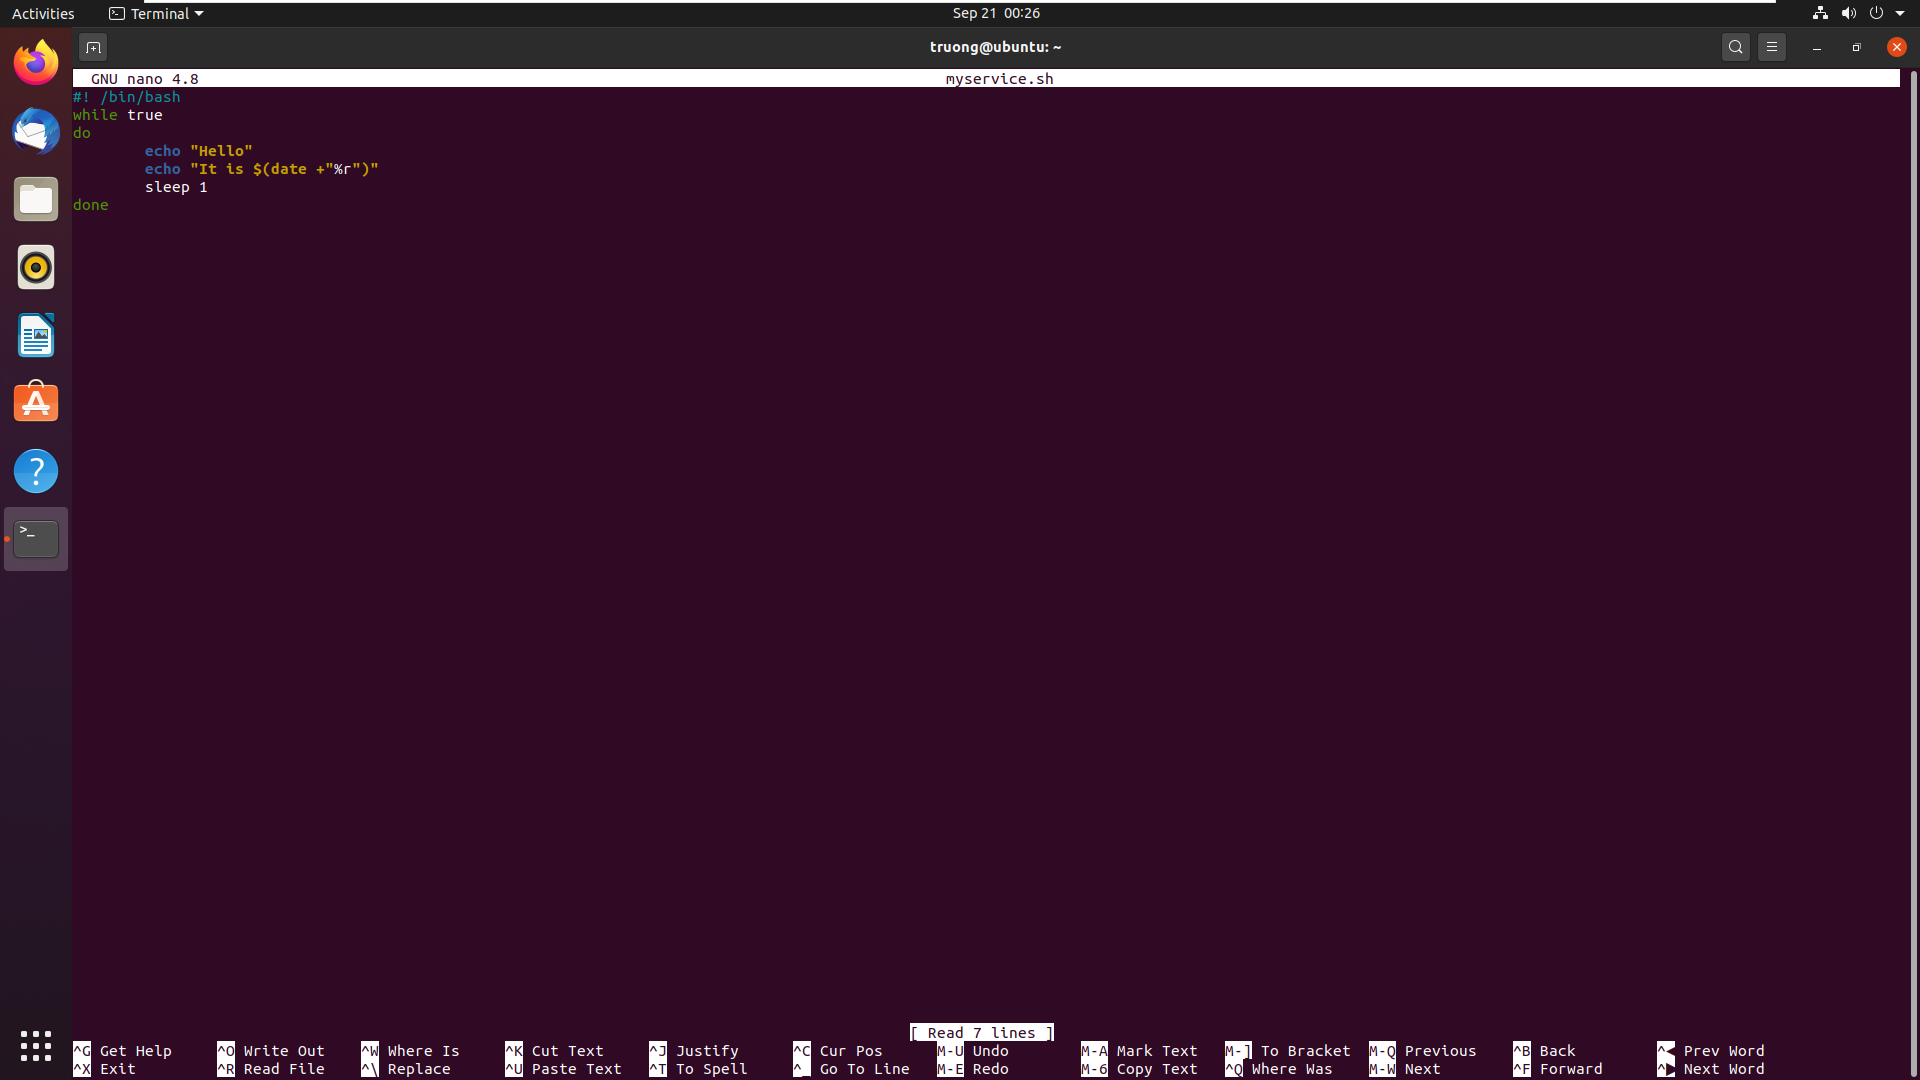 Activities Terminal Sep 21 00:26
truong@ubuntu: ~
GNU nano 4.8 myservice.sh
#! /bin/bash
while true
do
echo "Hello"
echo "It is $(date +"%r")"
sleep 1
done
[ Read 7 lines ]
^G Get Help ^O Write Out ^W Where Is ^K Cut Text ^J Justify ^C Cur Pos M-U Undo M-A Mark Text M-] To Bracket M-Q Previous ^B Back ^◀ Prev Word
^X Exit ^R Read File ^\ Replace ^U Paste Text ^T To Spell ^_ Go To Line M-E Redo M-6 Copy Text ^Q Where Was M-W Next ^F Forward ^▶ Next Word